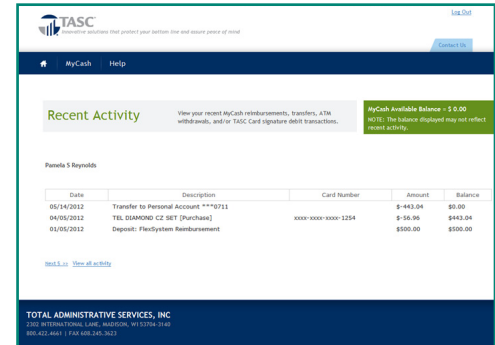 Log Out
TASC
Innovative solutions that protect your bottom line and assure peace of mind
Contact Us
MyCash Help
Recent Activity
View your recent MyCash reimbursements, transfers, ATM
withdrawals, and/or TASC Card signature debit transactions.
MyCash Available Balance = $ 0.00
NOTE: The balance displayed may not reflect
recent activity.
Pamela S Reynolds
Date Description Card Number Amount Balance
05/14/2012 Transfer to Personal Account ***0711 $-443.04 $0.00
04/05/2012 TEL DIAMOND CZ SET [Purchase] xxxx-xxxx-xxxx-1254 $-56.96 $443.04
01/05/2012 Deposit: FlexSystem Reimbursement $500.00 $500.00
Next 5 >> View all activity
TOTAL ADMINISTRATIVE SERVICES, INC
2302 INTERNATIONAL LANE, MADISON, WI 53704-3140
800.422.4661 | FAX 608.245.3623